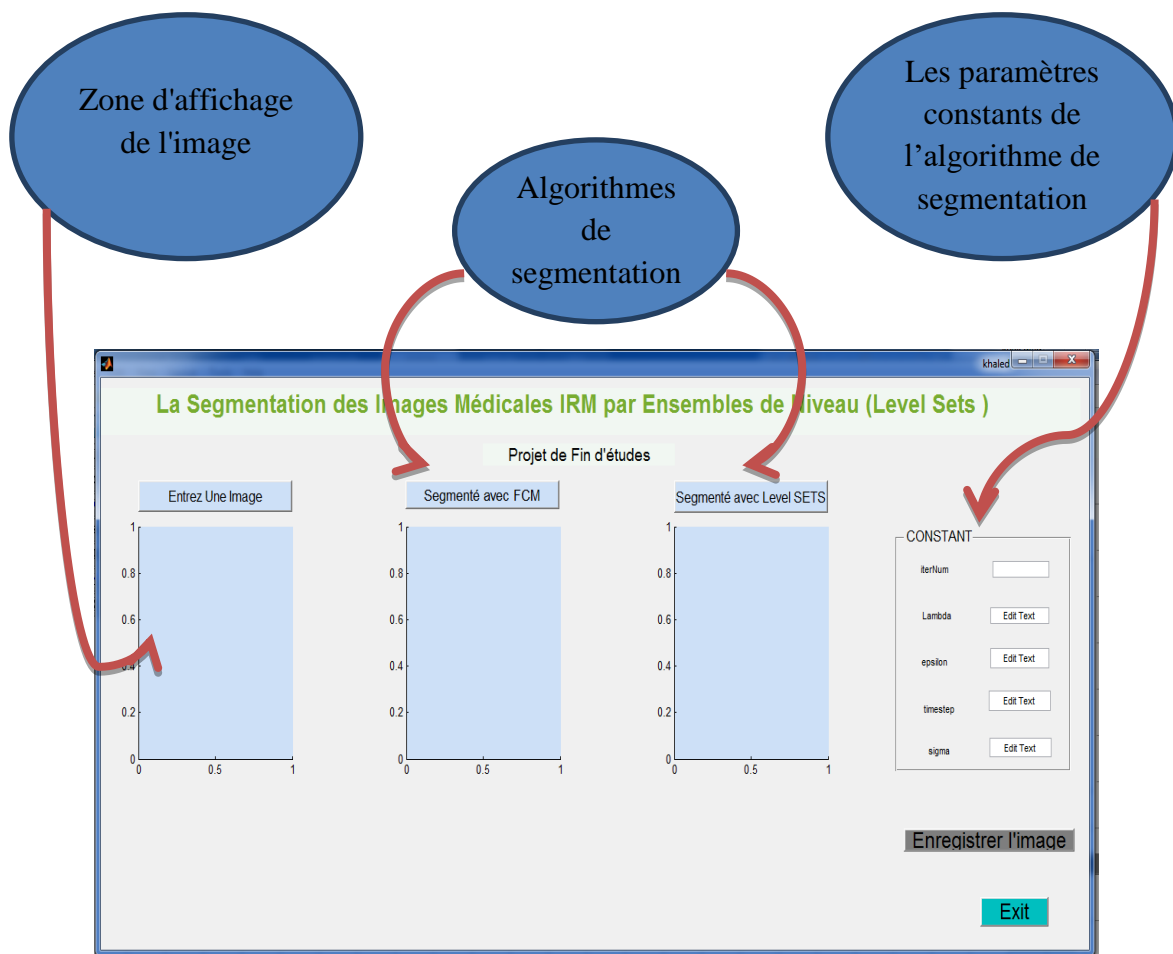 Zone d'affichage
de l'image
Algorithmes
de
segmentation
Les paramètres
constants de
l’algorithme de
segmentation
khaled
La Segmentation des Images Médicales IRM par Ensembles de Niveau (Level Sets )
Projet de Fin d'études
Entrez Une Image
Segmenté avec FCM
Segmenté avec Level SETS
1
0.8
0.6
0.4
0.2
0
0 0.5 1
1
0.8
0.6
0.4
0.2
0
0 0.5 1
1
0.8
0.6
0.4
0.2
0
0 0.5 1
CONSTANT
iterNum
Lambda Edit Text
epsilon Edit Text
timestep Edit Text
sigma Edit Text
Enregistrer l'image
Exit